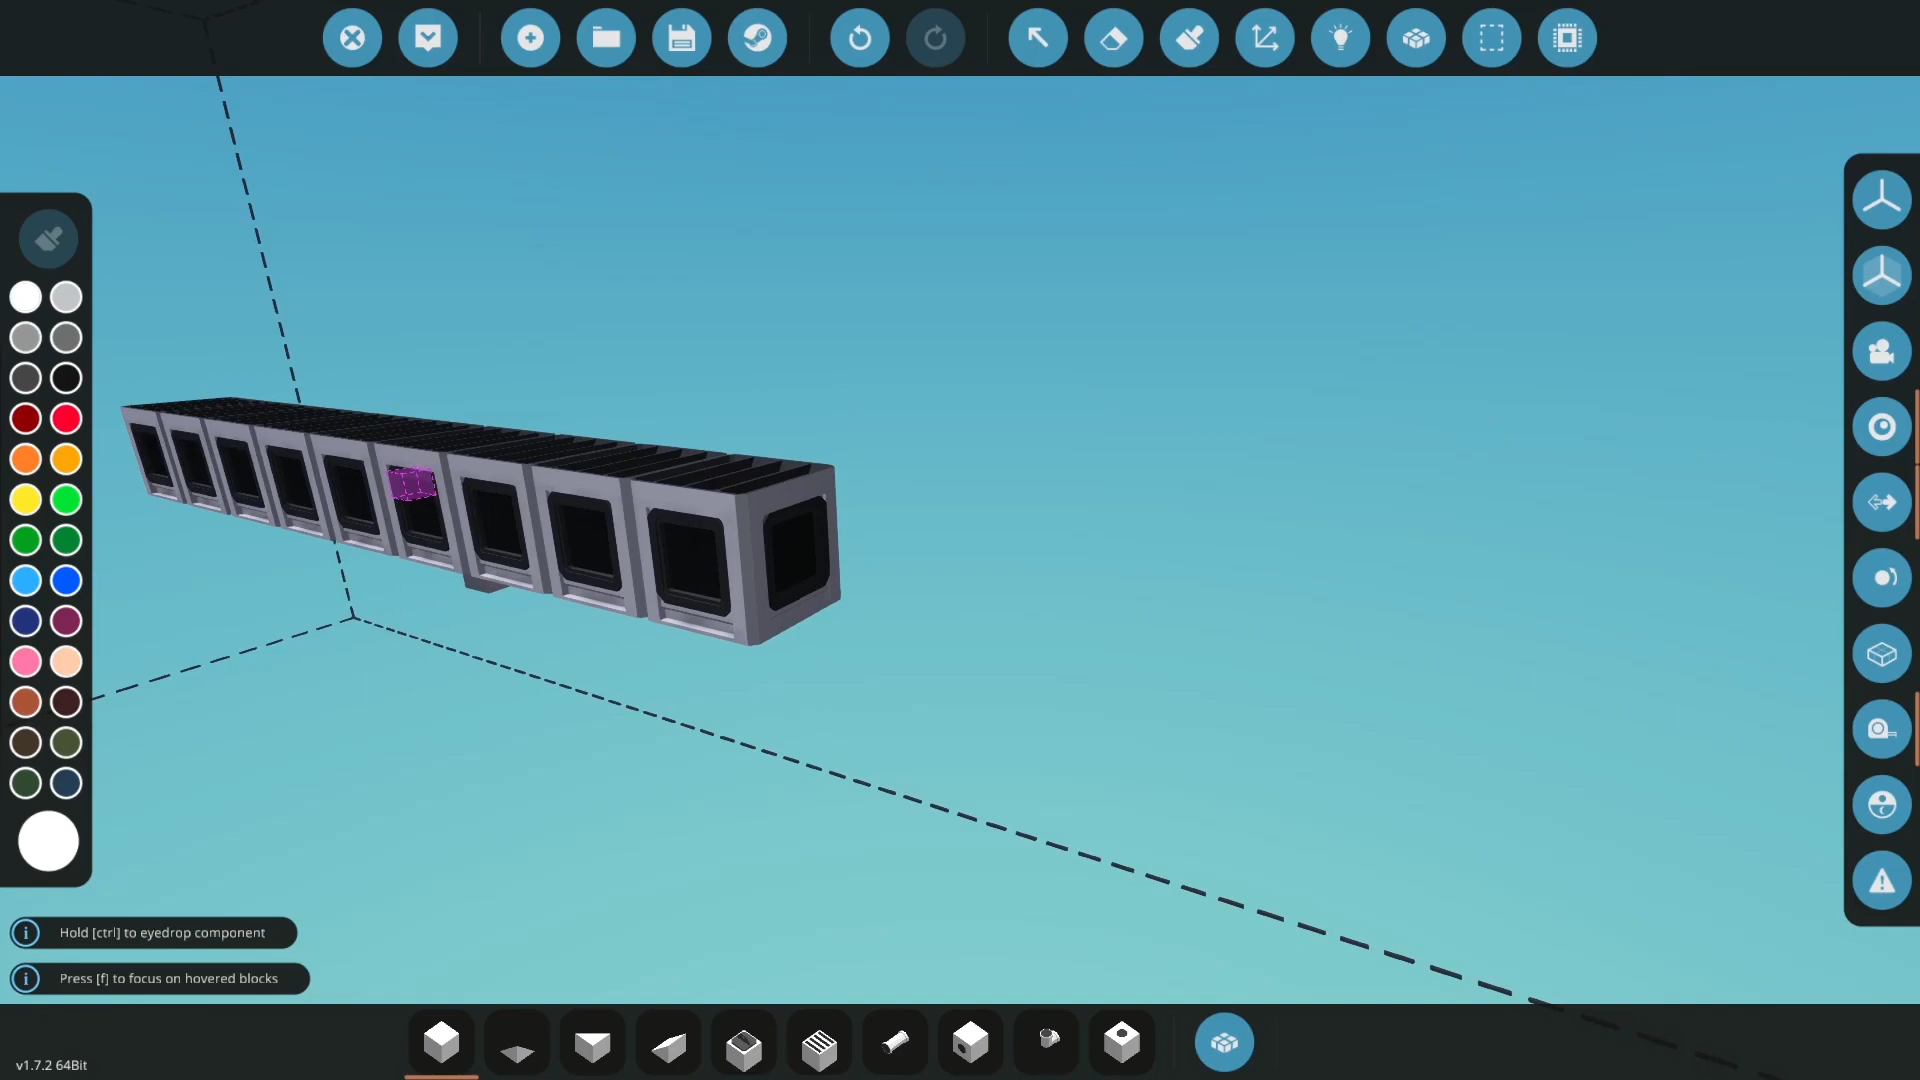 Hold [ctrl] to eyedrop component
Press [f] to focus on hovered blocks
v1.7.2 64Bit